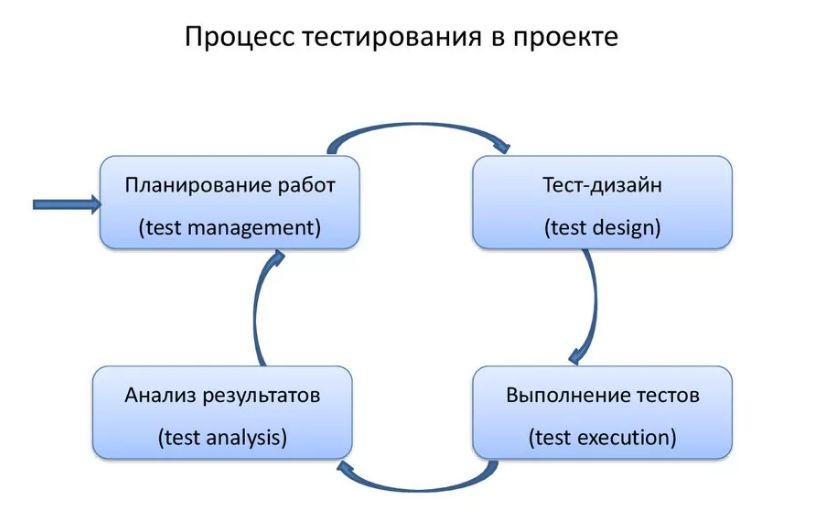 Процесс тестирования в проекте
Планирование работ
(test management)
Тест-дизайн
(test design)
Анализ результатов
(test analysis)
Выполнение тестов
(test execution)